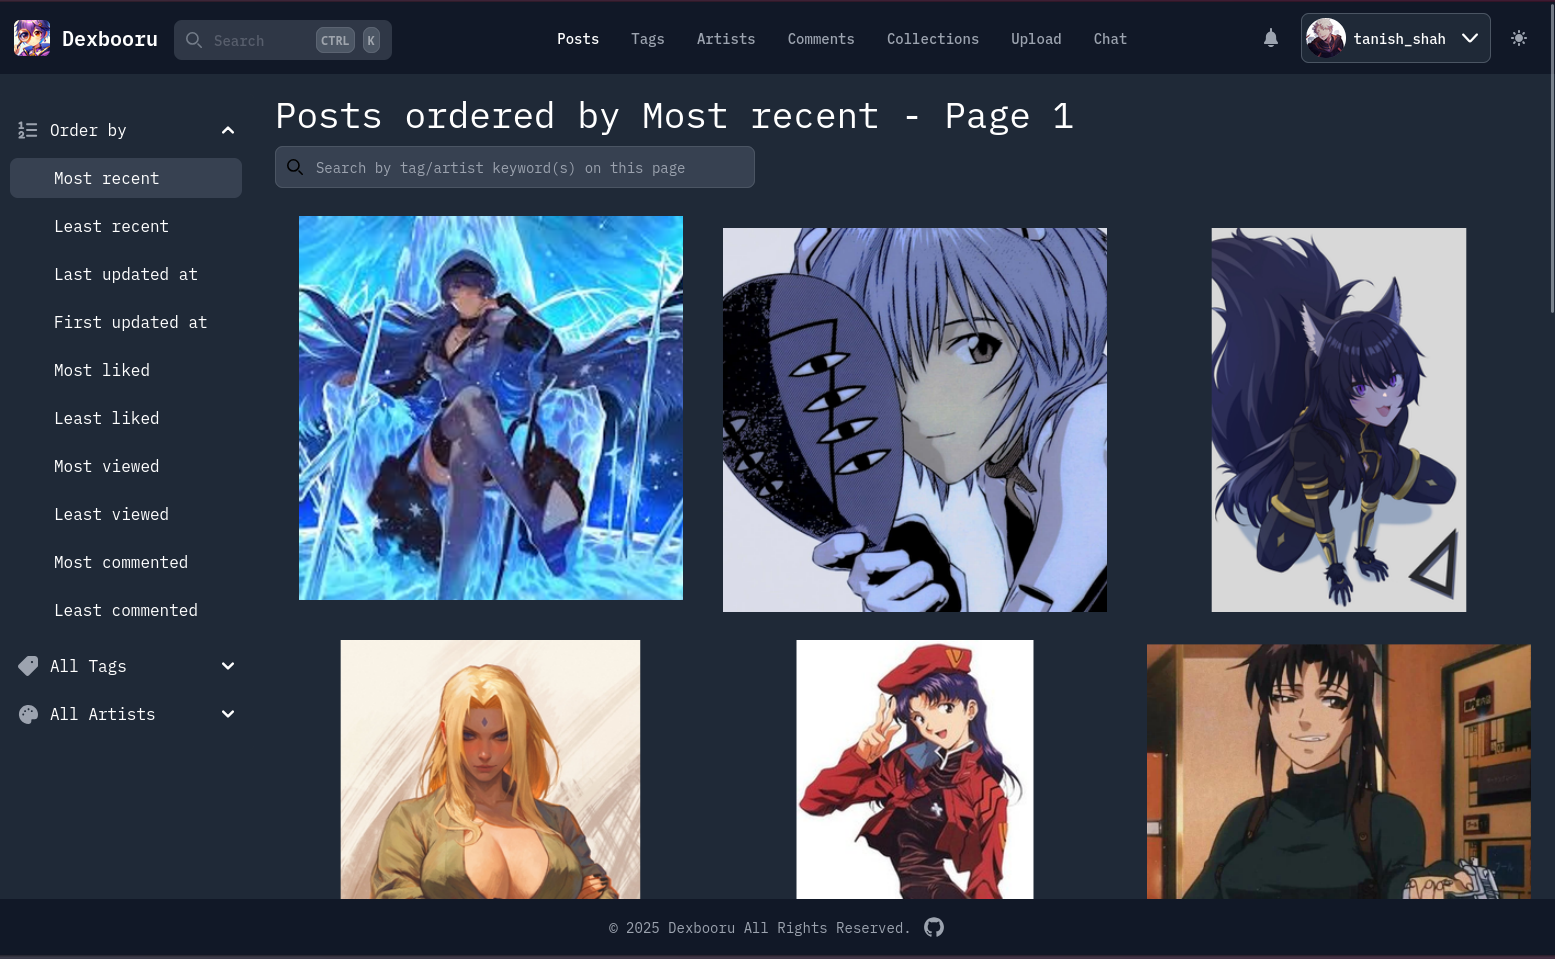 Dexbooru
Search CTRL K
Posts Tags Artists Comments Collections Upload Chat
tanish_shah
Order by
Most recent
Least recent
Last updated at
First updated at
Most liked
Least liked
Most viewed
Least viewed
Most commented
Least commented
All Tags
All Artists
Posts ordered by Most recent - Page 1
Search by tag/artist keyword(s) on this page
© 2025 Dexbooru All Rights Reserved.